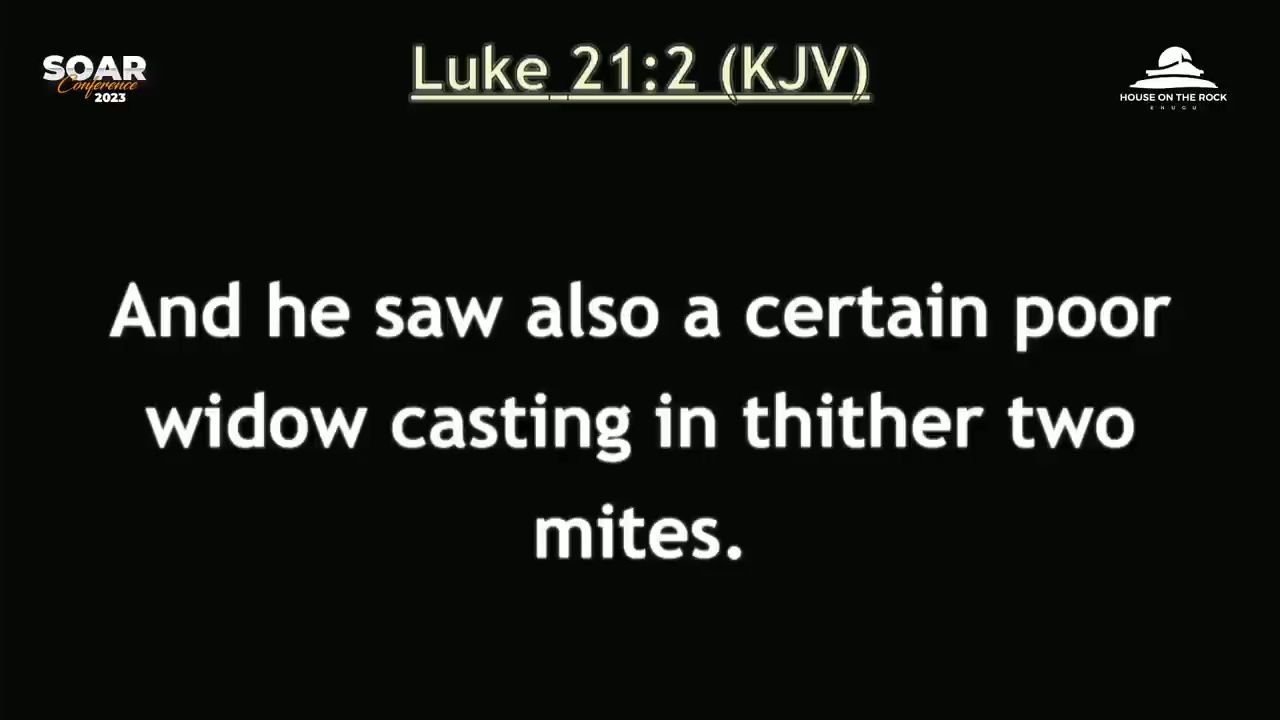 SOAR
Conference
2023
Luke 21:2 (KJV)
HOUSE ON THE ROCK
ENUGU
And he saw also a certain poor
widow casting in thither two
mites.